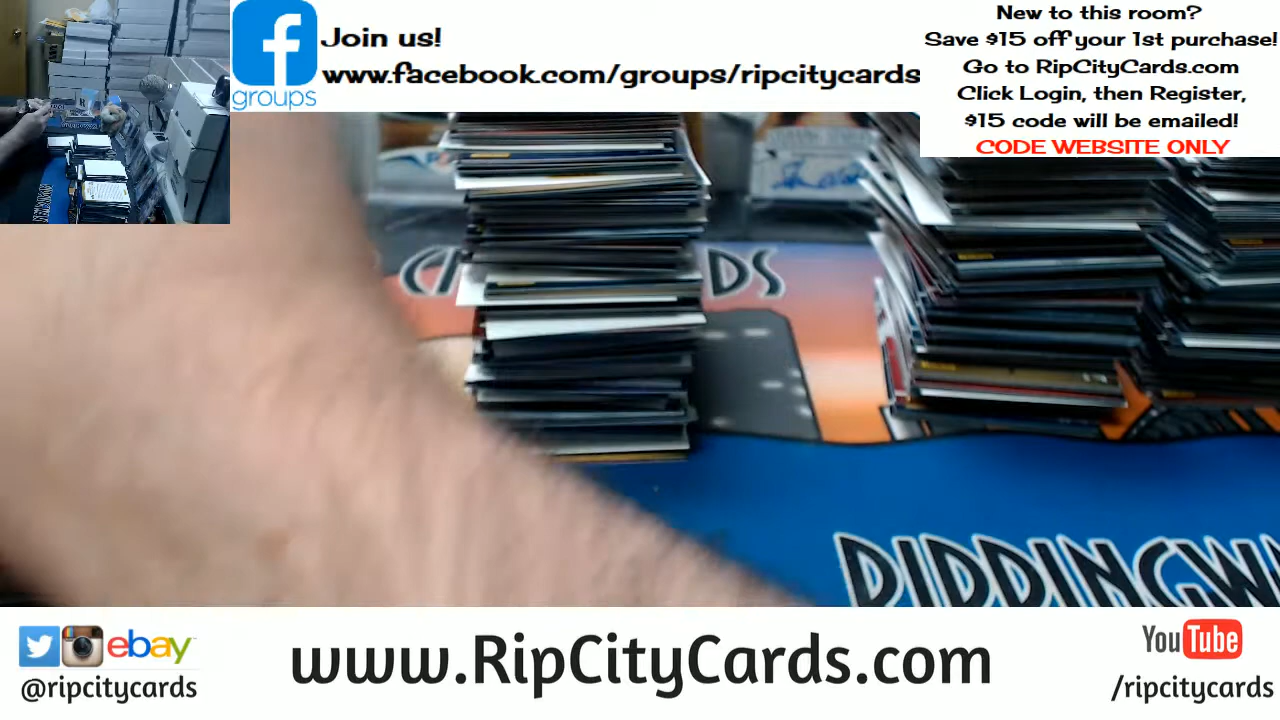 f
groups
Join us!
www.facebook.com/groups/ripcitycards
New to this room?
Save $15 off your 1st purchase!
Go to RipCityCards.com
Click Login, then Register,
$15 code will be emailed!
CODE WEBSITE ONLY
DS
ebay
@ripcitycards
www.RipCityCards.com
YouTube
/ripcitycards